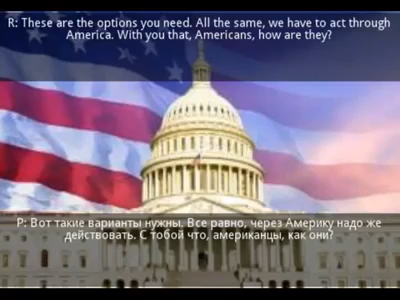 R: These are the options you need. All the same, we have to act through
America. With you that, Americans, how are they?
Р: Вот такие варианты нужны. Все равно, через Америку надо же
действовать. С тобой что, американцы, как они?